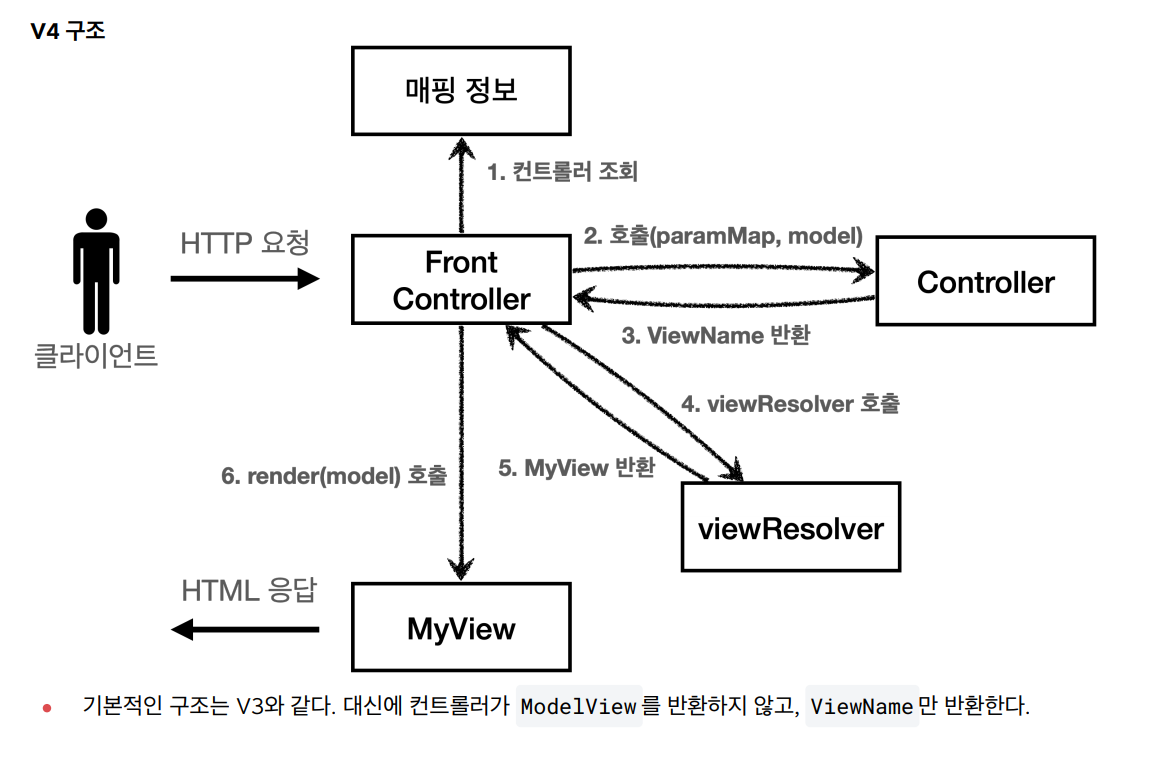 V4 구조
매핑 정보
1. 컨트롤러 조회
HTTP 요청
클라이언트
Front
Controller
2. 호출(paramMap, model)
Controller
3. ViewName 반환
4. viewResolver 호출
5. MyView 반환
viewResolver
6. render(model) 호출
HTML 응답
MyView
• 기본적인 구조는 V3와 같다. 대신에 컨트롤러가 ModelView 를 반환하지 않고, ViewName 만 반환한다.